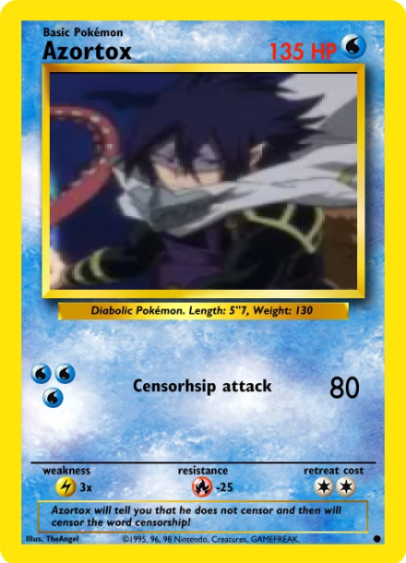 Basic Pokémon
Azortox 135 HP
Diabolic Pokémon. Length: 5"7, Weight: 130
Censorhsip attack 80
weakness resistance retreat cost
3x -25
Azortox will tell you that he does not censor and then will
censor the word censorship!
Illus. TheAngel ©1995, 96, 98 Nintendo, Creatures, GAMEFREAK.